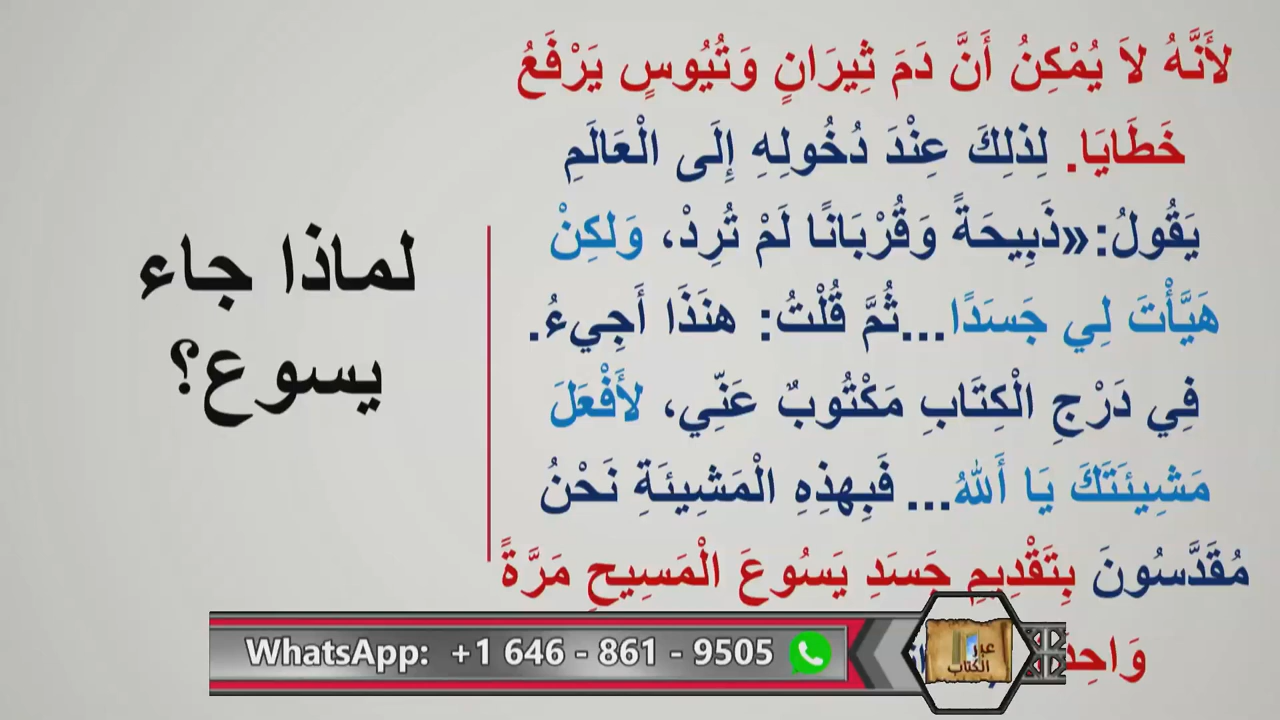 لأَنَّهُ لاَ يُمْكِنُ أَنَّ دَمَ ثِيرَانٍ وَتُيُوسٍ يَرْفَعُ
خَطَايَا. لِذلِكَ عِنْدَ دُخُولِهِ إِلَى الْعَالَمِ
يَقُولُ:«ذَبِيحَةً وَقُرْبَانًا لَمْ تُرِدْ، وَلكِنْ
هَيَّأْتَ لِي جَسَدًا...ثُمَّ قُلْتُ: هنَذَا أَجِيءُ.
فِي دَرْجِ الْكِتَابِ مَكْتُوبٌ عَنِّي، لأَفْعَلَ
مَشِيئَتَكَ يَا أَللهُ... فَبِهذِهِ الْمَشِيئَةِ نَحْنُ
مُقَدَّسُونَ بِتَقْدِيمِ جَسَدِ يَسُوعَ الْمَسِيحِ مَرَّةً
لماذا جاء
يسوع؟
WhatsApp: +1 646 - 861 - 9505
عبر
الكتاب